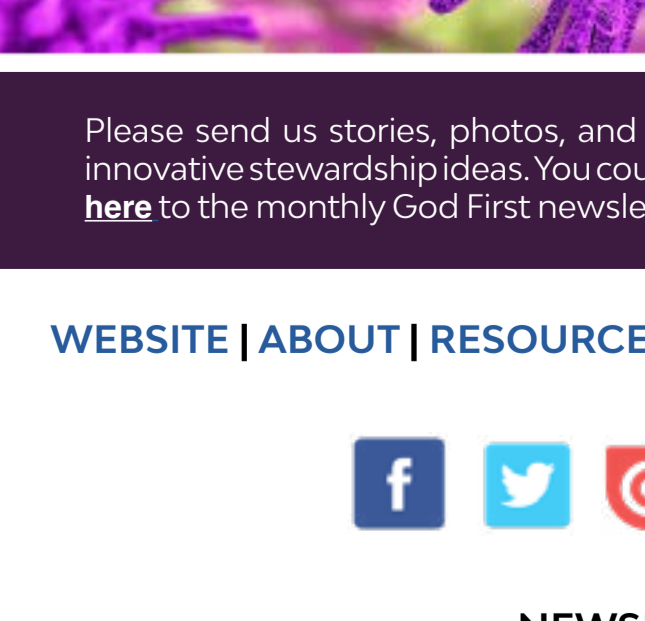 Please send us stories, photos, and
innovative stewardship ideas. You
here to the monthly God First
WEBSITE | ABOUT | RESOURCE